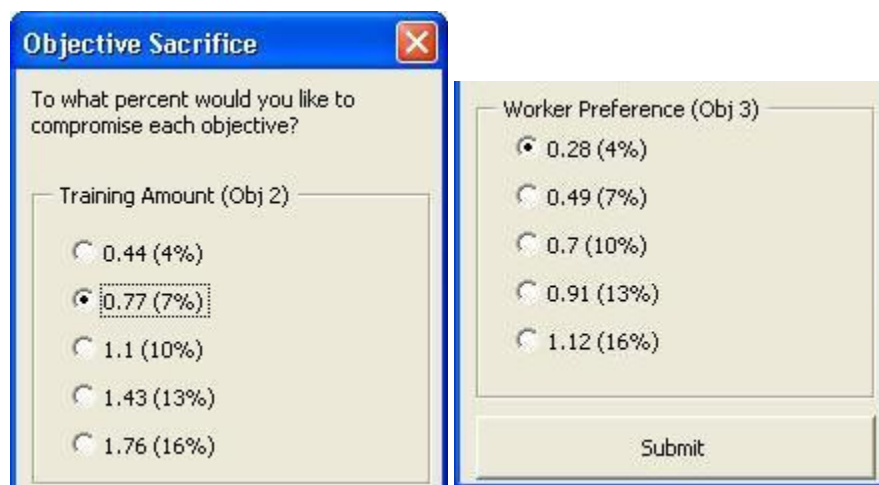 Objective Sacrifice
To what percent would you like to
compromise each objective?
Training Amount (Obj 2)
0.44 (4%)
0.77 (7%)
1.1 (10%)
1.43 (13%)
1.76 (16%)
Worker Preference (Obj 3)
0.28 (4%)
0.49 (7%)
0.7 (10%)
0.91 (13%)
1.12 (16%)
Submit